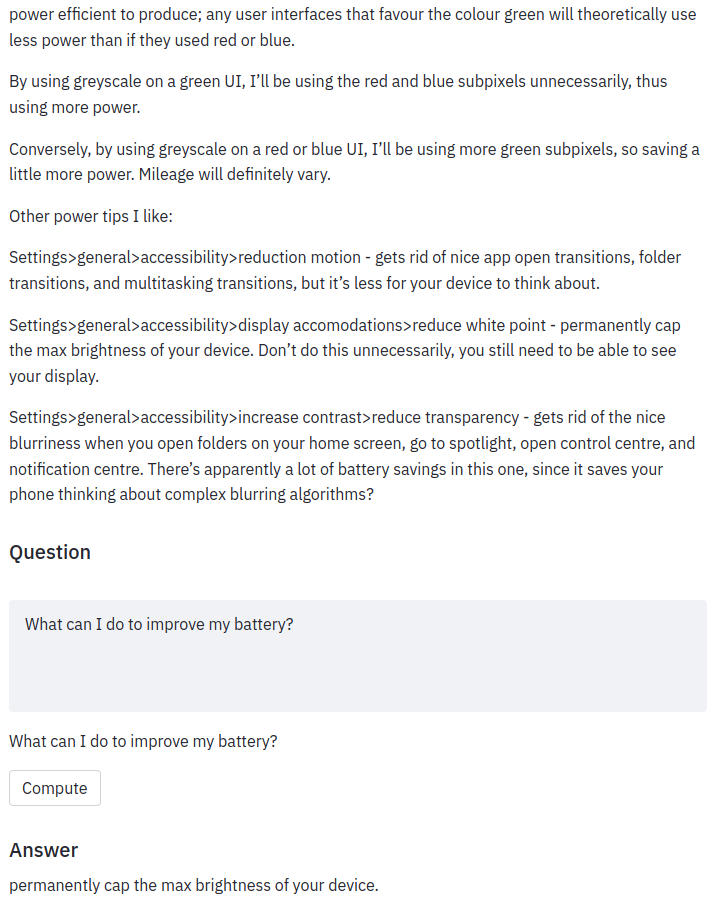 power efficient to produce; any user interfaces that favour the colour green will theoretically use
less power than if they used red or blue.
By using greyscale on a green UI, I’ll be using the red and blue subpixels unnecessarily, thus
using more power.
Conversely, by using greyscale on a red or blue UI, I’ll be using more green subpixels, so saving a
little more power. Mileage will definitely vary.
Other power tips I like:
Settings>general>accessibility>reduction motion - gets rid of nice app open transitions, folder
transitions, and multitasking transitions, but it’s less for your device to think about.
Settings>general>accessibility>display accomodations>reduce white point - permanently cap
the max brightness of your device. Don’t do this unnecessarily, you still need to be able to see
your display.
Settings>general>accessibility>increase contrast>reduce transparency - gets rid of the nice
blurriness when you open folders on your home screen, go to spotlight, open control centre, and
notification centre. There’s apparently a lot of battery savings in this one, since it saves your
phone thinking about complex blurring algorithms?
Question
What can I do to improve my battery?
What can I do to improve my battery?
Compute
Answer
permanently cap the max brightness of your device.